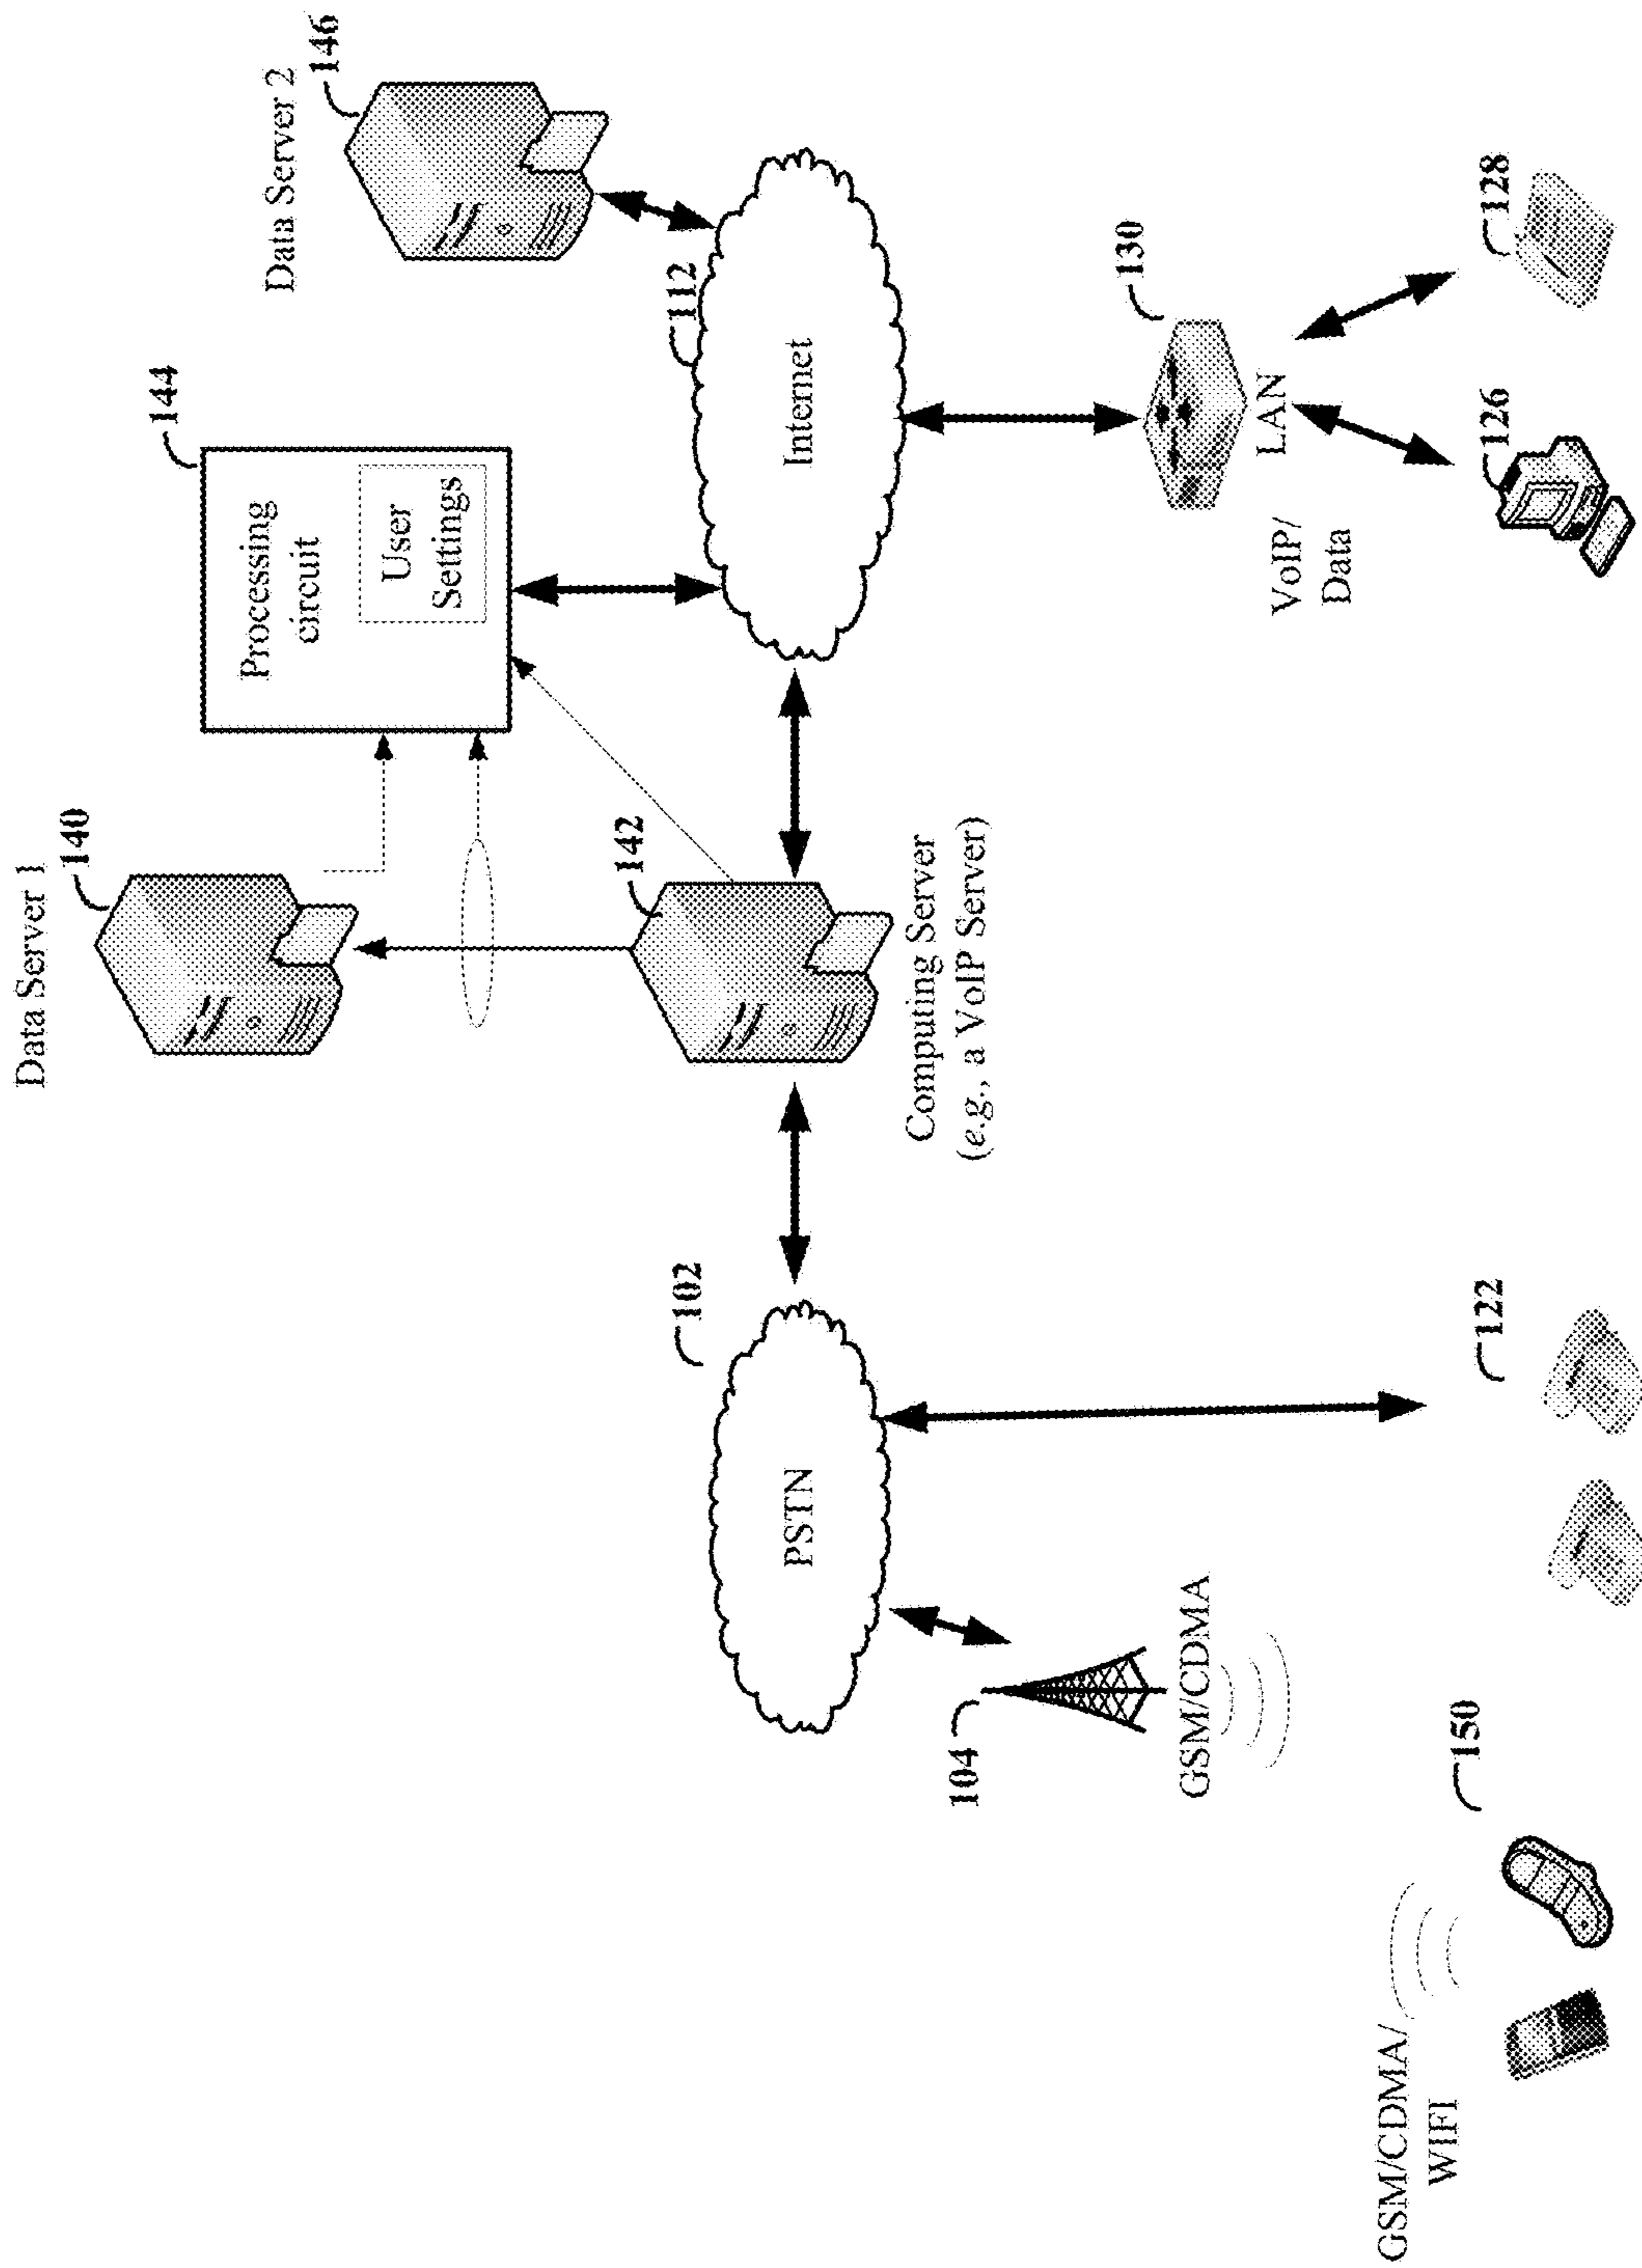 Data Server 1
140
144
Processing
circuit
User
Settings
Data Server 2
146
142
Computing Server
(e.g., a VoIP Server)
102
PSTN
112
Internet
104
GSM/CDMA
130
LAN
VoIP/
Data
GSM/CDMA/
WIFI
150
122
126
128